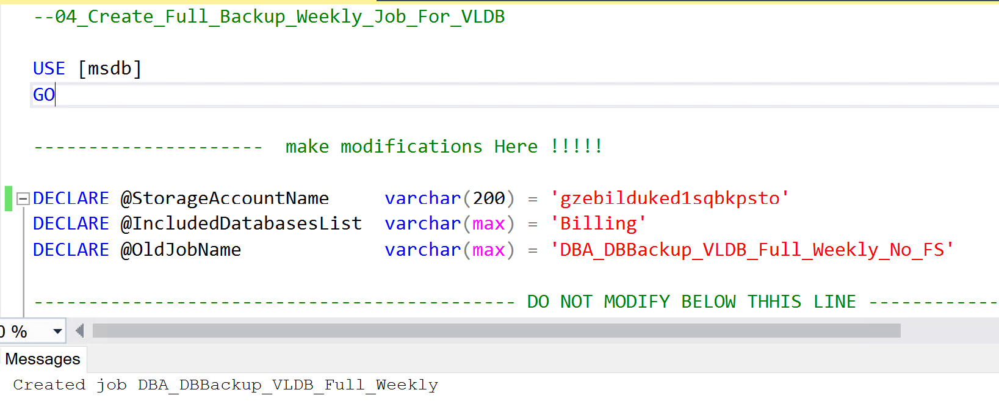 --04_Create_Full_Backup_Weekly_Job_For_VLDB
USE [msdb]
GO
---------------------  make modifications Here !!!!!
DECLARE @StorageAccountName     varchar(200) = 'gzebilduked1sqbkpsto'
DECLARE @IncludedDatabasesList  varchar(max) = 'Billing'
DECLARE @OldJobName             varchar(max) = 'DBA_DBBackup_VLDB_Full_Weekly_No_FS'
-------------------------------------------- DO NOT MODIFY BELOW THHIS LINE ------------
0 %
Messages
Created job DBA_DBBackup_VLDB_Full_Weekly